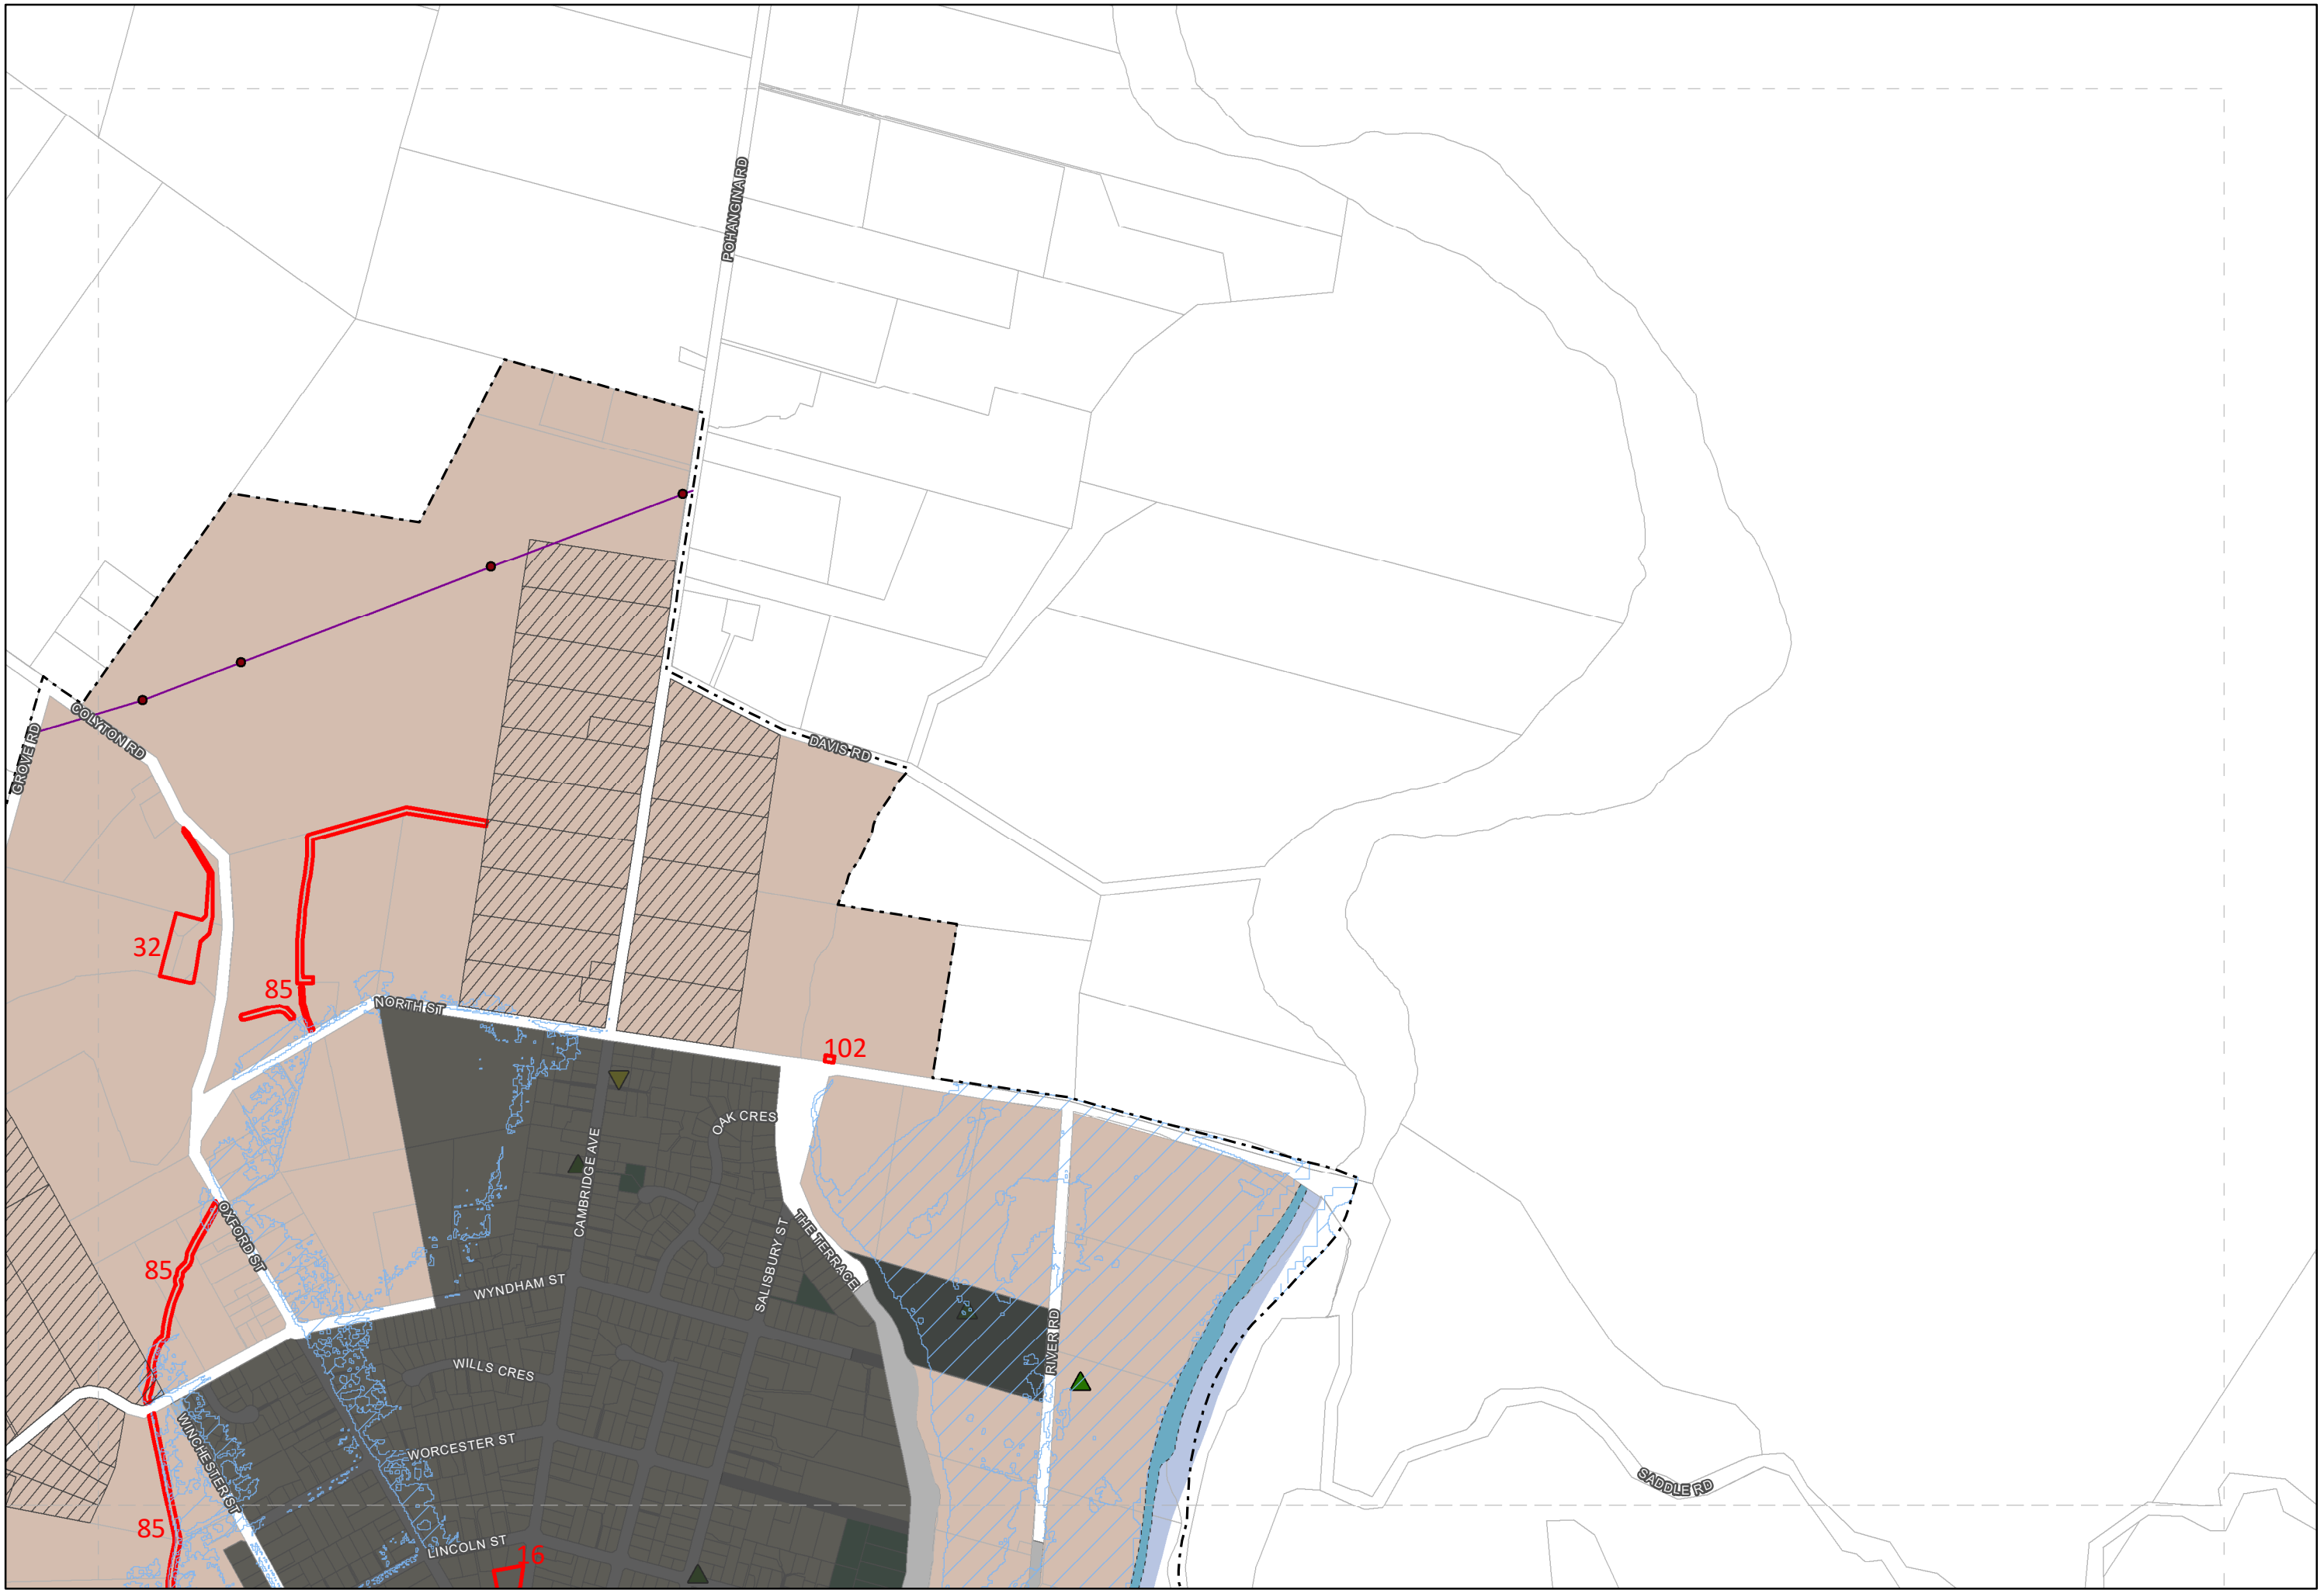 POHANGINA RD
COLYTON RD
GROVE RD
DAVIS RD
32
85
NORTH ST
102
OAK CRES
CAMBRIDGE AVE
OXFORD ST
THE TERRACE
SALISBURY ST
85
WYNDHAM ST
RIVER RD
WILLS CRES
WINCHESTER ST
WORCESTER ST
SADDLE RD
85
LINCOLN ST
16